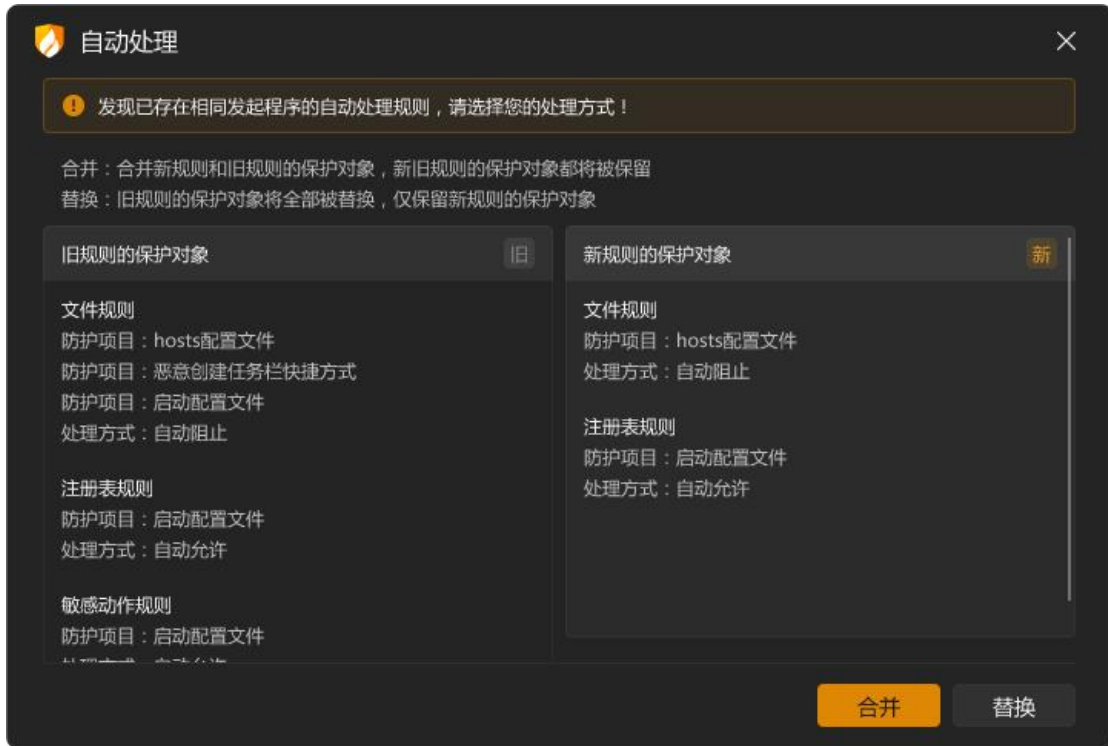 自动处理
发现已存在相同发起程序的自动处理规则，请选择您的处理方式！
合并：合并新规则和旧规则的保护对象，新旧规则的保护对象都将被保留
替换：旧规则的保护对象将全部被替换，仅保留新规则的保护对象
旧规则的保护对象 旧
文件规则
防护项目：hosts配置文件
防护项目：恶意创建任务栏快捷方式
防护项目：启动配置文件
处理方式：自动阻止
注册表规则
防护项目：启动配置文件
处理方式：自动允许
敏感动作规则
防护项目：启动配置文件
新规则的保护对象 新
文件规则
防护项目：hosts配置文件
处理方式：自动阻止
注册表规则
防护项目：启动配置文件
处理方式：自动允许
合并
替换